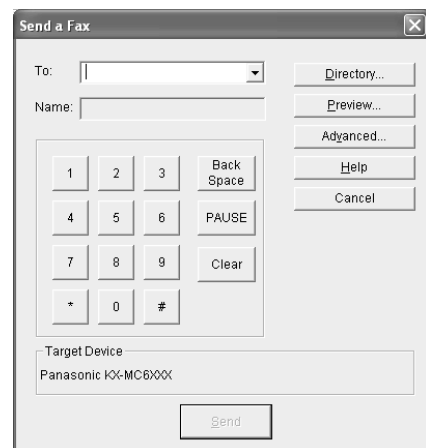 Send a Fax
To:
Directory...
Name:
Preview...
Advanced...
1 2 3 Back Space
Help
Cancel
4 5 6 PAUSE
7 8 9 Clear
* 0 #
Target Device
Panasonic KX-MC6XXX
Send